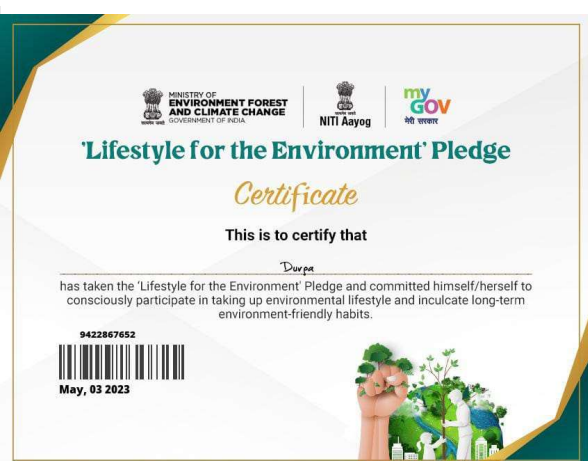 MINISTRY OF
ENVIRONMENT FOREST
AND CLIMATE CHANGE
GOVERNMENT OF INDIA
सत्यमेव जयते
NITI Aayog
my
GOV
मेरी सरकार
'Lifestyle for the Environment' Pledge
Certificate
This is to certify that
Durpa
has taken the 'Lifestyle for the Environment' Pledge and committed himself/herself to
consciously participate in taking up environmental lifestyle and inculcate long-term
environment-friendly habits.
9422867652
May, 03 2023